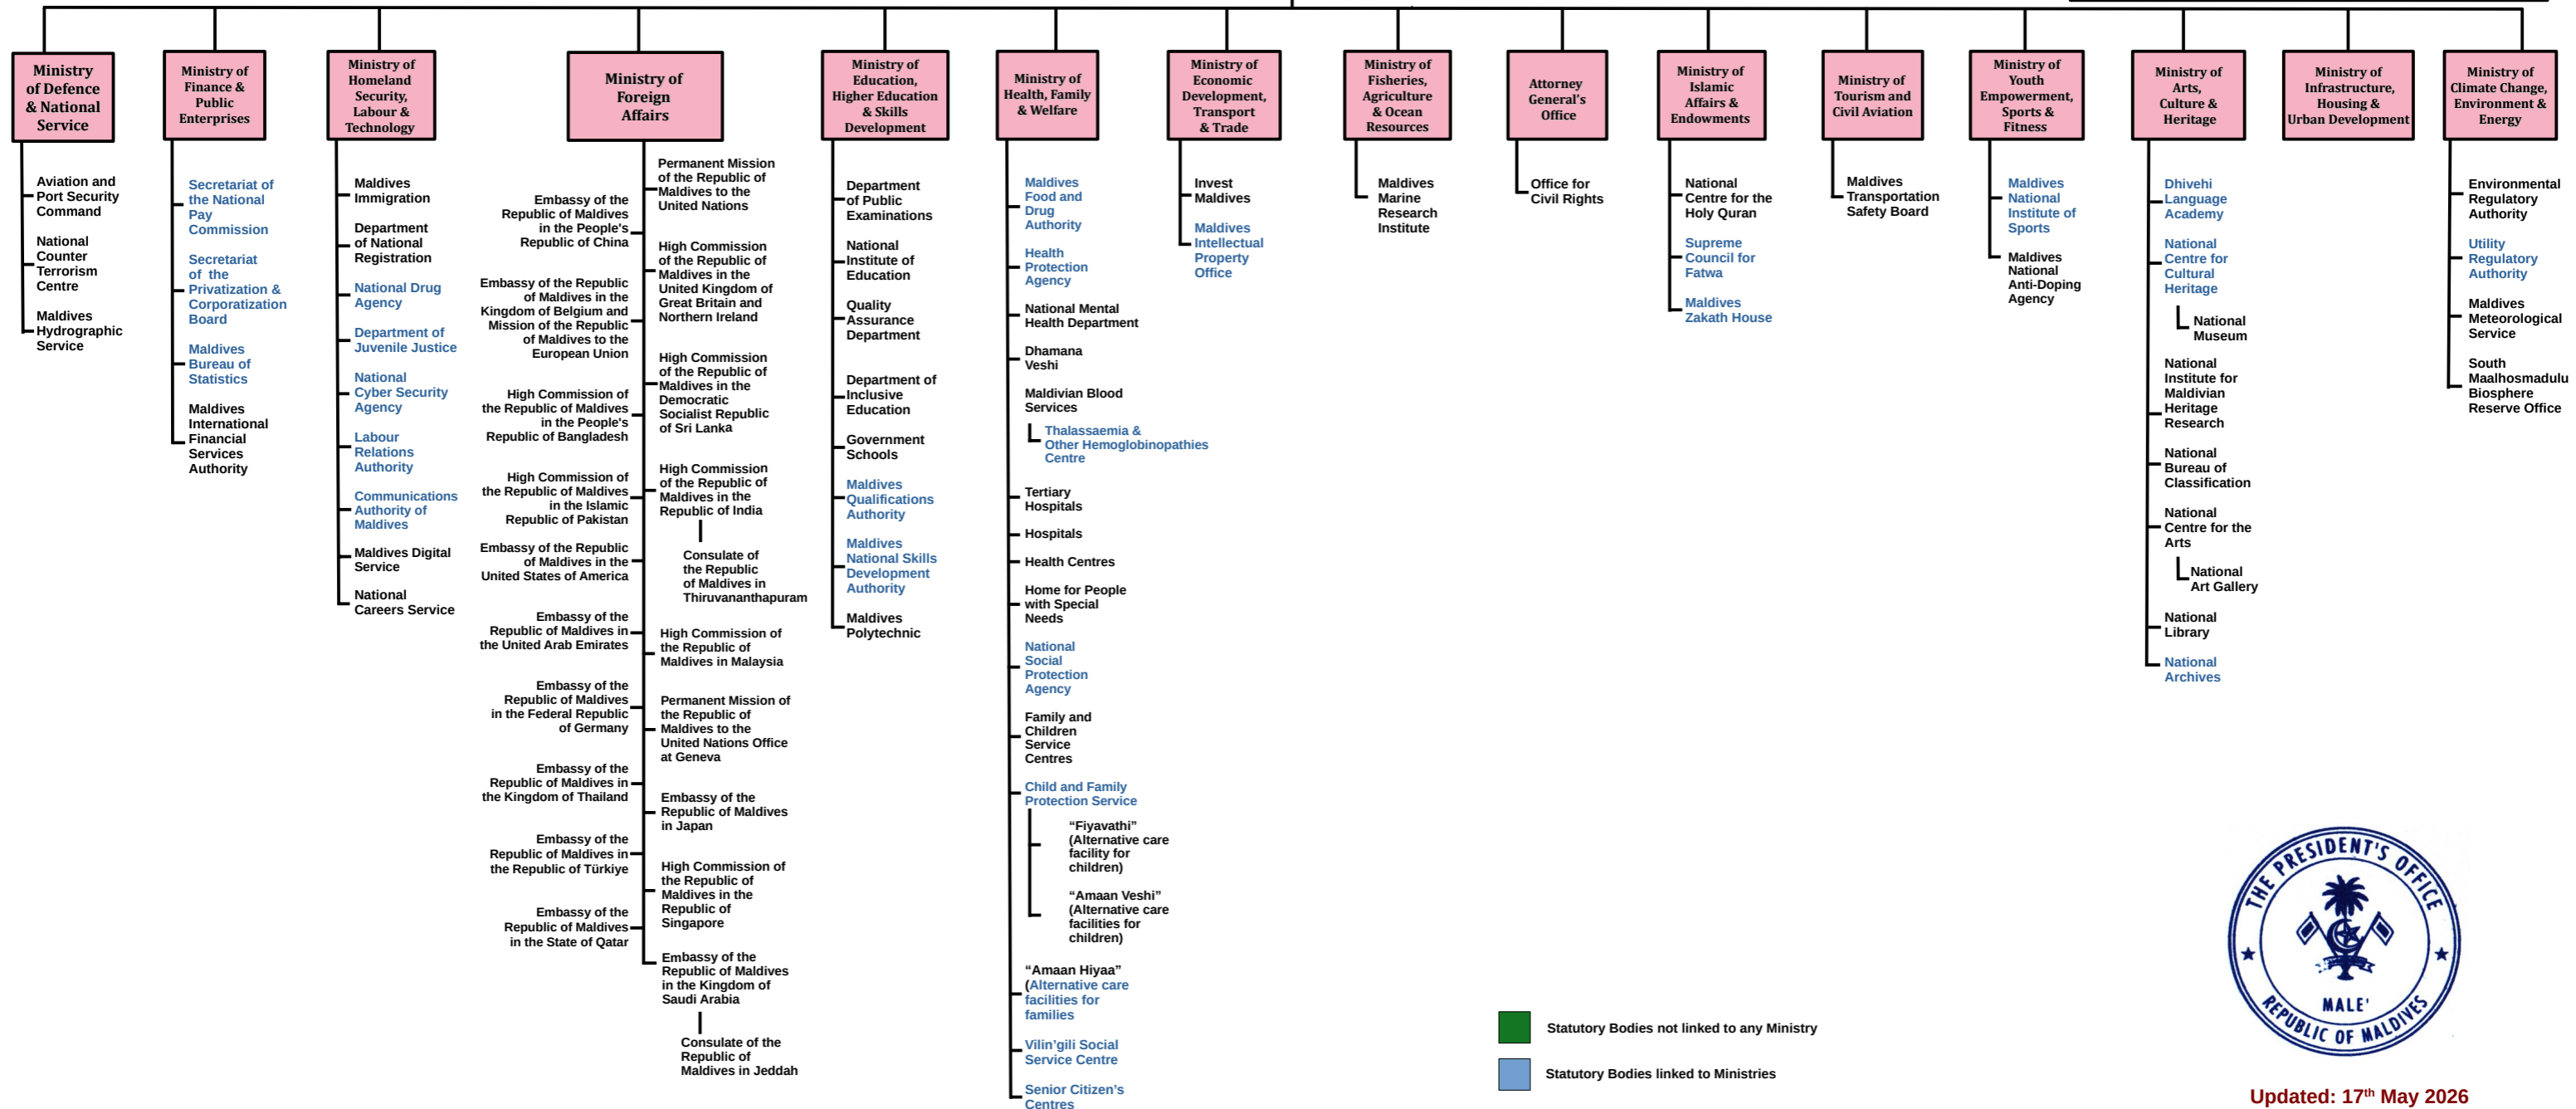 Ministry of
Defence
& National
Service
Aviation and
Port Security
Command
National
Counter
Terrorism
Centre
Maldives
Hydrographic
Service
Ministry of
Finance &
Public
Enterprises
Secretariat of
the National
Pay
Commission
Secretariat
of the
Privatization &
Corporatization
Board
Maldives
Bureau of
Statistics
Maldives
International
Financial
Services
Authority
Ministry of
Homeland
Security,
Labour &
Technology
Maldives
Immigration
Department
of National
Registration
National Drug
Agency
Department of
Juvenile Justice
National
Cyber Security
Agency
Labour
Relations
Authority
Communications
Authority of
Maldives
Maldives Digital
Service
National
Careers Service
Ministry of
Foreign
Affairs
Embassy of the
Republic of Maldives
in the People's
Republic of China
Embassy of the Republic
of Maldives in the
Kingdom of Belgium and
Mission of the Republic
of Maldives to the
European Union
High Commission of
the Republic of Maldives
in the People's
Republic of Bangladesh
High Commission of
the Republic of Maldives
in the Islamic
Republic of Pakistan
Embassy of the Republic
of Maldives in the
United States of America
Embassy of the
Republic of Maldives in
the United Arab Emirates
Embassy of the
Republic of Maldives
in the Federal Republic
of Germany
Embassy of the
Republic of Maldives in
the Kingdom of Thailand
Embassy of the
Republic of Maldives in
the Republic of Türkiye
Embassy of the
Republic of Maldives
in the State of Qatar
Permanent Mission
of the Republic of
Maldives to the
United Nations
High Commission
of the Republic of
Maldives in the
United Kingdom of
Great Britain and
Northern Ireland
High Commission
of the Republic of
Maldives in the
Democratic
Socialist Republic
of Sri Lanka
High Commission
of the Republic of
Maldives in the
Republic of India
Consulate of
the Republic
of Maldives in
Thiruvananthapuram
High Commission of
the Republic of
Maldives in Malaysia
Permanent Mission of
the Republic of
Maldives to the
United Nations Office
at Geneva
Embassy of the
Republic of Maldives
in Japan
High Commission of
the Republic of
Maldives in the
Republic of
Singapore
Embassy of the
Republic of Maldives
in the Kingdom of
Saudi Arabia
Consulate of the
Republic of
Maldives in Jeddah
Ministry of
Education,
Higher Education
& Skills
Development
Department
of Public
Examinations
National
Institute of
Education
Quality
Assurance
Department
Department of
Inclusive
Education
Government
Schools
Maldives
Qualifications
Authority
Maldives
National Skills
Development
Authority
Maldives
Polytechnic
Ministry of
Health, Family
& Welfare
Maldives
Food and
Drug
Authority
Health
Protection
Agency
National Mental
Health Department
Dhamana
Veshi
Maldivian Blood
Services
Thalassaemia &
Other Hemoglobinopathies
Centre
Tertiary
Hospitals
Hospitals
Health Centres
Home for People
with Special
Needs
National
Social
Protection
Agency
Family and
Children
Service
Centres
Child and Family
Protection Service
“Fiyavathi”
(Alternative care
facility for
children)
“Amaan Veshi”
(Alternative care
facilities for
children)
“Amaan Hiyaa”
(Alternative care
facilities for
families
Vilin’gili Social
Service Centre
Senior Citizen’s
Centres
Ministry of
Economic
Development,
Transport
& Trade
Invest
Maldives
Maldives
Intellectual
Property
Office
Ministry of
Fisheries,
Agriculture
& Ocean
Resources
Maldives
Marine
Research
Institute
Attorney
General’s
Office
Office for
Civil Rights
Ministry of
Islamic
Affairs &
Endowments
National
Centre for the
Holy Quran
Supreme
Council for
Fatwa
Maldives
Zakath House
Ministry of
Tourism and
Civil Aviation
Maldives
Transportation
Safety Board
Ministry of
Youth
Empowerment,
Sports &
Fitness
Maldives
National
Institute of
Sports
Maldives
National
Anti-Doping
Agency
Ministry of
Arts,
Culture &
Heritage
Dhivehi
Language
Academy
National
Centre for
Cultural
Heritage
National
Museum
National
Institute for
Maldivian
Heritage
Research
National
Bureau of
Classification
National
Centre for the
Arts
National
Art Gallery
National
Library
National
Archives
Ministry of
Infrastructure,
Housing &
Urban Development
Ministry of
Climate Change,
Environment &
Energy
Environmental
Regulatory
Authority
Utility
Regulatory
Authority
Maldives
Meteorological
Service
South
Maalhosmadulu
Biosphere
Reserve Office
Statutory Bodies not linked to any Ministry
Statutory Bodies linked to Ministries
THE PRESIDENT'S OFFICE
MALE'
REPUBLIC OF MALDIVES
Updated: 17th May 2026